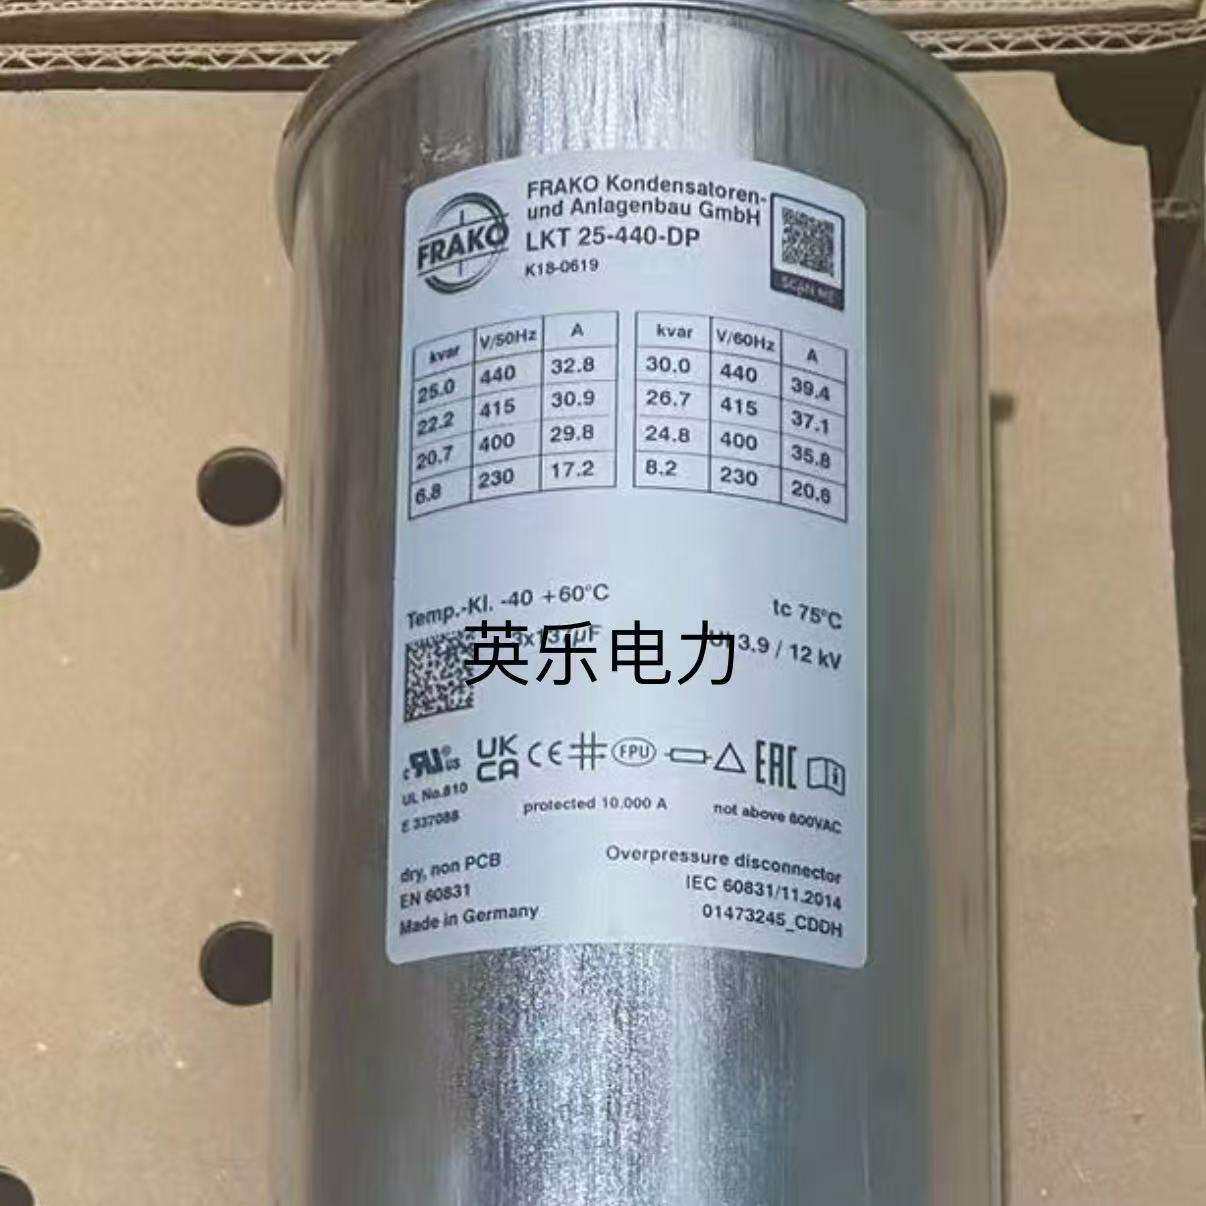 FRAKO
FRAKO Kondensatoren-
und Anlagenbau GmbH
LKT 25-440-DP
K18-0619
SCAN ME
kvar V/50Hz A
25.0 440 32.8
22.2 415 30.9
20.7 400 29.8
6.8 230 17.2
kvar V/60Hz A
30.0 440 39.4
26.7 415 37.1
24.8 400 35.8
8.2 230 20.6
Temp.-Kl. -40 +60°C
tc 75°C
3x137µF
Ui 3.9 / 12 kV
英乐电力
c RU us
UK CA CE FPU EAC i
UL No.810
E 337088
protected 10.000 A
not above 600VAC
dry, non PCB
EN 60831
Made in Germany
Overpressure disconnector
IEC 60831/11.2014
01473245_CDDH